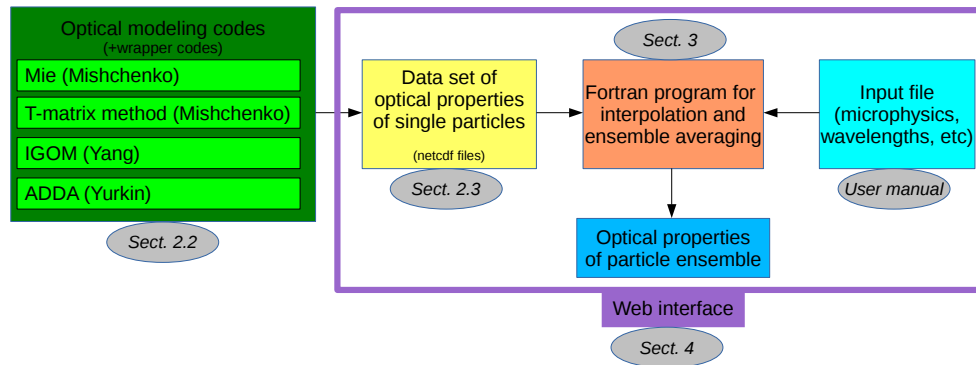 Optical modeling codes
(+wrapper codes)
Mie (Mishchenko)
T-matrix method (Mishchenko)
IGOM (Yang)
ADDA (Yurkin)
Sect. 2.2
Data set of
optical properties
of single particles
(netcdf files)
Sect. 2.3
Sect. 3
Fortran program for
interpolation and
ensemble averaging
Input file
(microphysics,
wavelengths, etc)
User manual
Optical properties
of particle ensemble
Web interface
Sect. 4